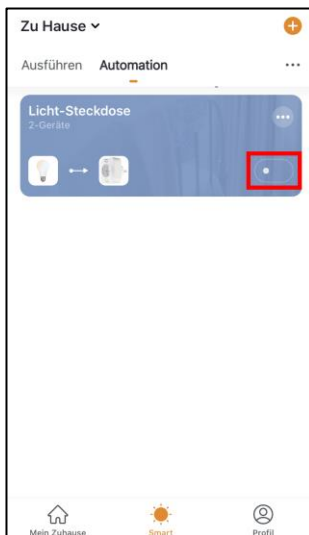 Zu Hause
Ausführen Automation
Licht-Steckdose
2-Geräte
Mein Zuhause Smart Profil